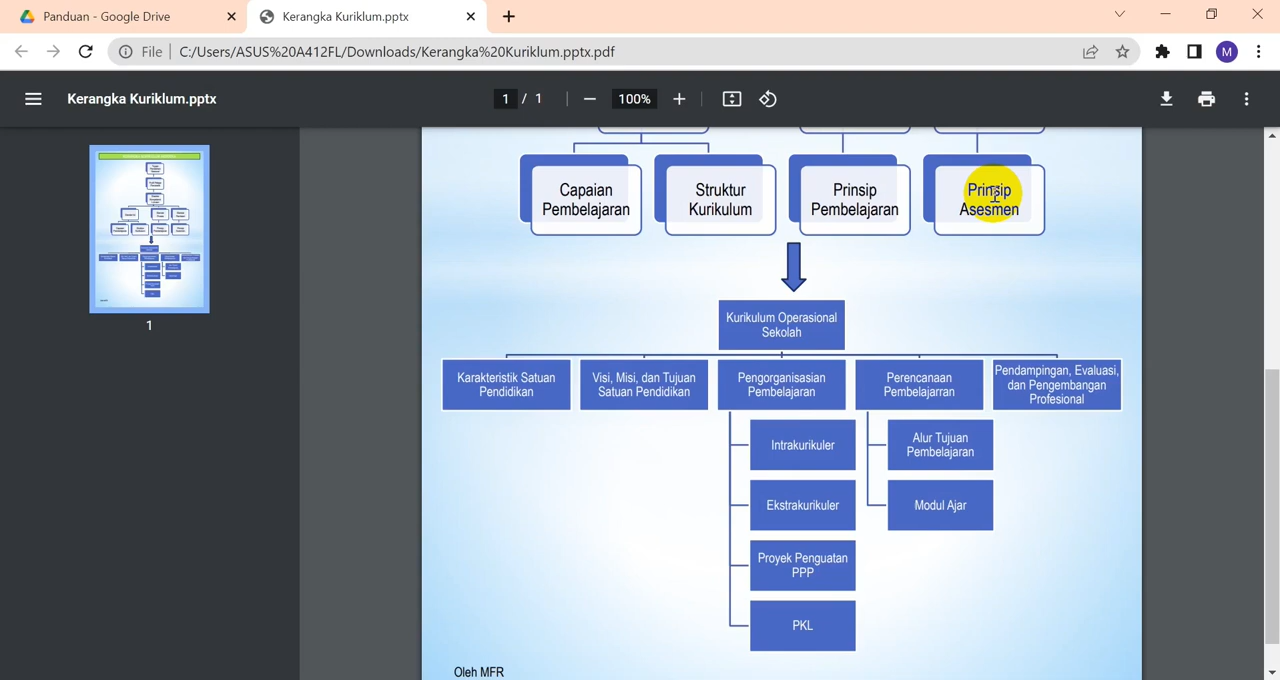 Panduan - Google Drive
Kerangka Kuriklum.pptx
File
C:/Users/ASUS%20A412FL/Downloads/Kerangka%20Kuriklum.pptx.pdf
M
Kerangka Kuriklum.pptx
1 / 1
100%
1
Capaian
Pembelajaran
Struktur
Kurikulum
Prinsip
Pembelajaran
Prinsip
Asesmen
Kurikulum Operasional
Sekolah
Karakteristik Satuan
Pendidikan
Visi, Misi, dan Tujuan
Satuan Pendidikan
Pengorganisasian
Pembelajaran
Perencanaan
Pembelajarran
Pendampingan, Evaluasi,
dan Pengembangan
Profesional
Intrakurikuler
Ekstrakurikuler
Proyek Penguatan
PPP
PKL
Alur Tujuan
Pembelajaran
Modul Ajar
Oleh MFR